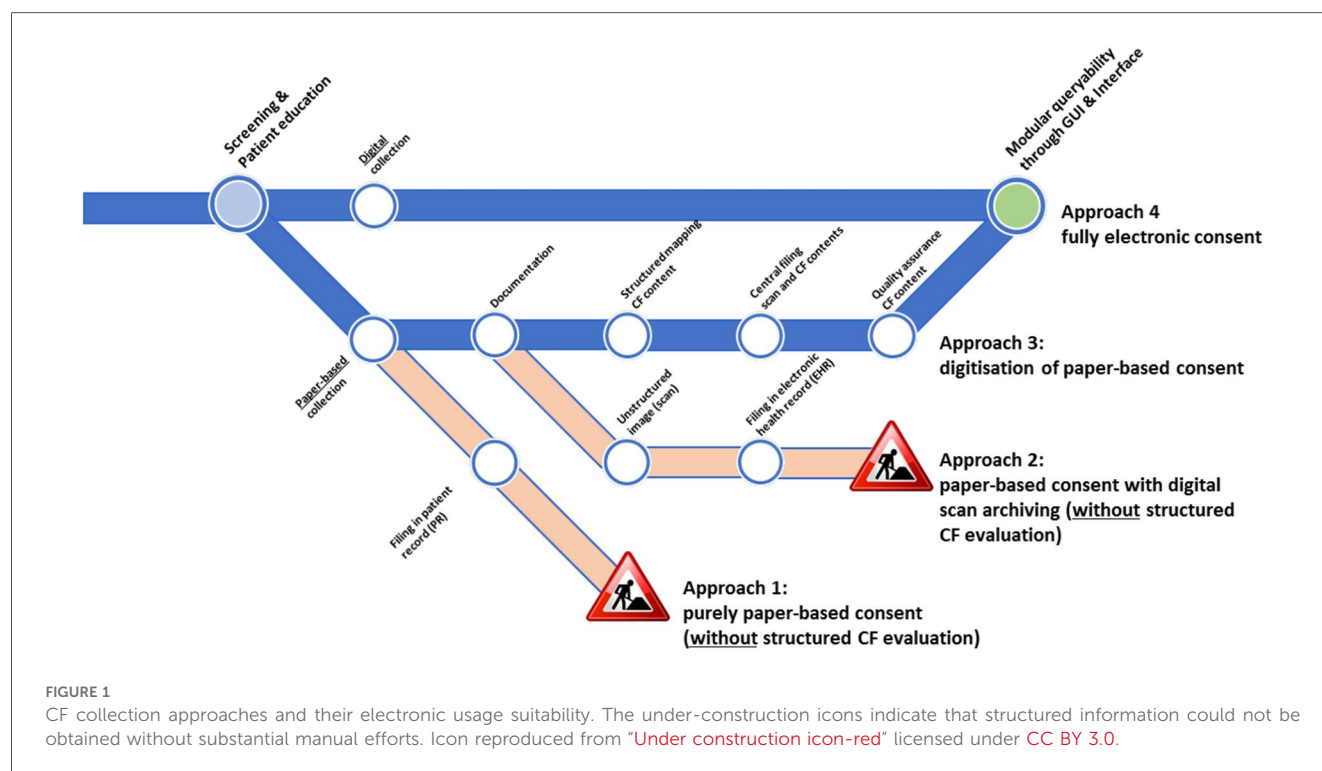 Screening &
Patient education
Digital
collection
Modular queryability
through GUI & Interface
Approach 4
fully electronic consent
Documentation
Structured mapping
CF content
Central filing
scan and CF contents
Quality assurance
CF content
Approach 3:
digitisation of paper-based consent
Paper-based
collection
Unstructured
image (scan)
Filing in electronic
health record (EHR)
Approach 2:
paper-based consent with digital
scan archiving (without structured
CF evaluation)
Filing in patient
record (PR)
Approach 1:
purely paper-based consent
(without structured CF evaluation)
FIGURE 1
CF collection approaches and their electronic usage suitability. The under-construction icons indicate that structured information could not be
obtained without substantial manual efforts. Icon reproduced from "Under construction icon-red" licensed under CC BY 3.0.